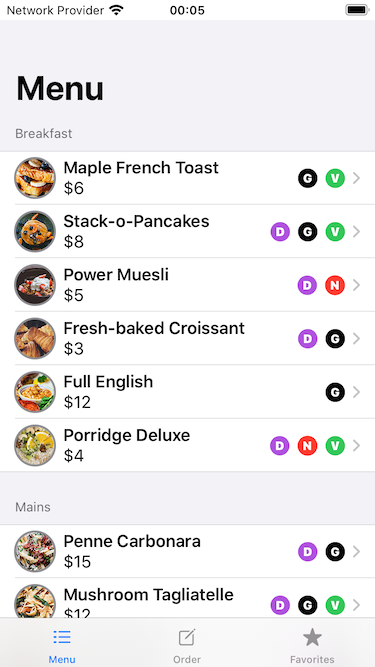 Network Provider 00:05
Menu
Breakfast
Maple French Toast
$6 G V
Stack-o-Pancakes
$8 D G V
Power Muesli
$5 D N
Fresh-baked Croissant
$3 D G
Full English
$12 G
Porridge Deluxe
$4 D N V
Mains
Penne Carbonara
$15 D G
Mushroom Tagliatelle
$12 D G V
Menu Order Favorites